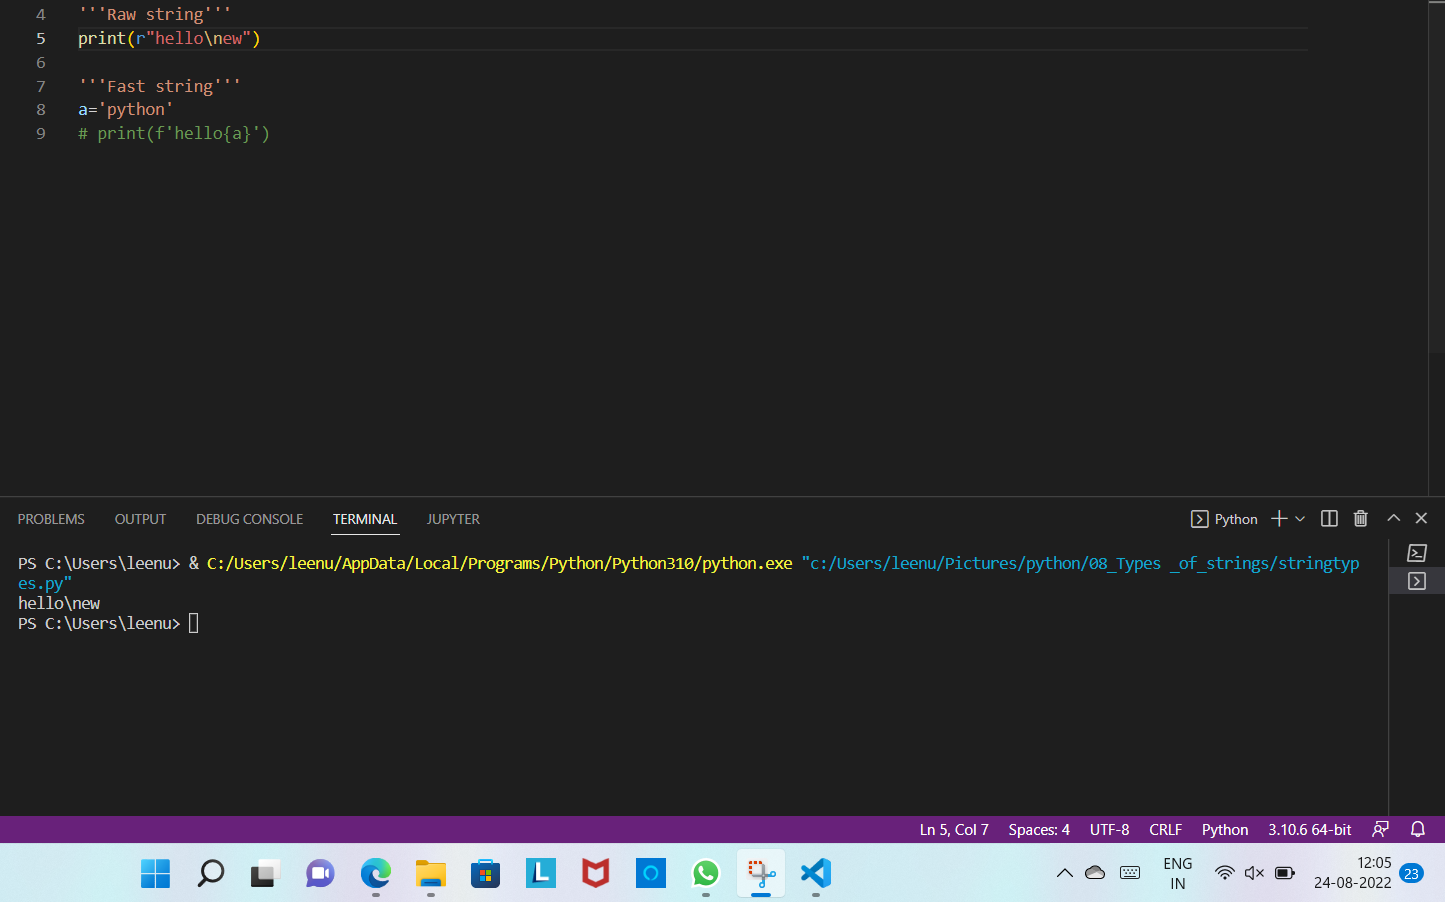 4 '''Raw string'''
5 print(r"hello\new")
6
7 '''Fast string'''
8 a='python'
9 # print(f'hello{a}')
PROBLEMS OUTPUT DEBUG CONSOLE TERMINAL JUPYTER Python
PS C:\Users\leenu> & C:/Users/leenu/AppData/Local/Programs/Python/Python310/python.exe "c:/Users/leenu/Pictures/python/08_Types _of_strings/stringtyp
es.py"
hello\new
PS C:\Users\leenu>
Ln 5, Col 7 Spaces: 4 UTF-8 CRLF Python 3.10.6 64-bit
L
ENG
IN
12:05
24-08-2022
23